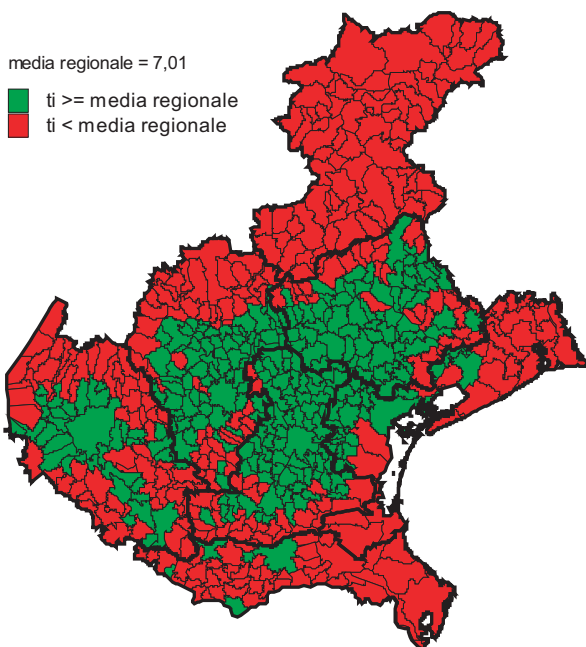 media regionale = 7,01
ti >= media regionale
ti < media regionale